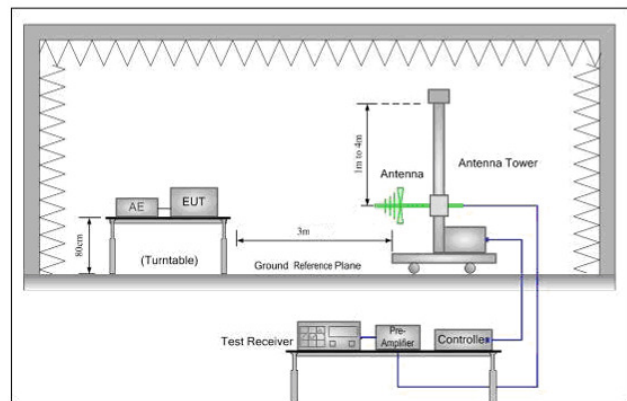 1m to 4m
Antenna
Antenna Tower
AE
EUT
80cm
(Turntable)
3m
Ground Reference Plane
Test Receiver
Pre-
Amplifier
Controller